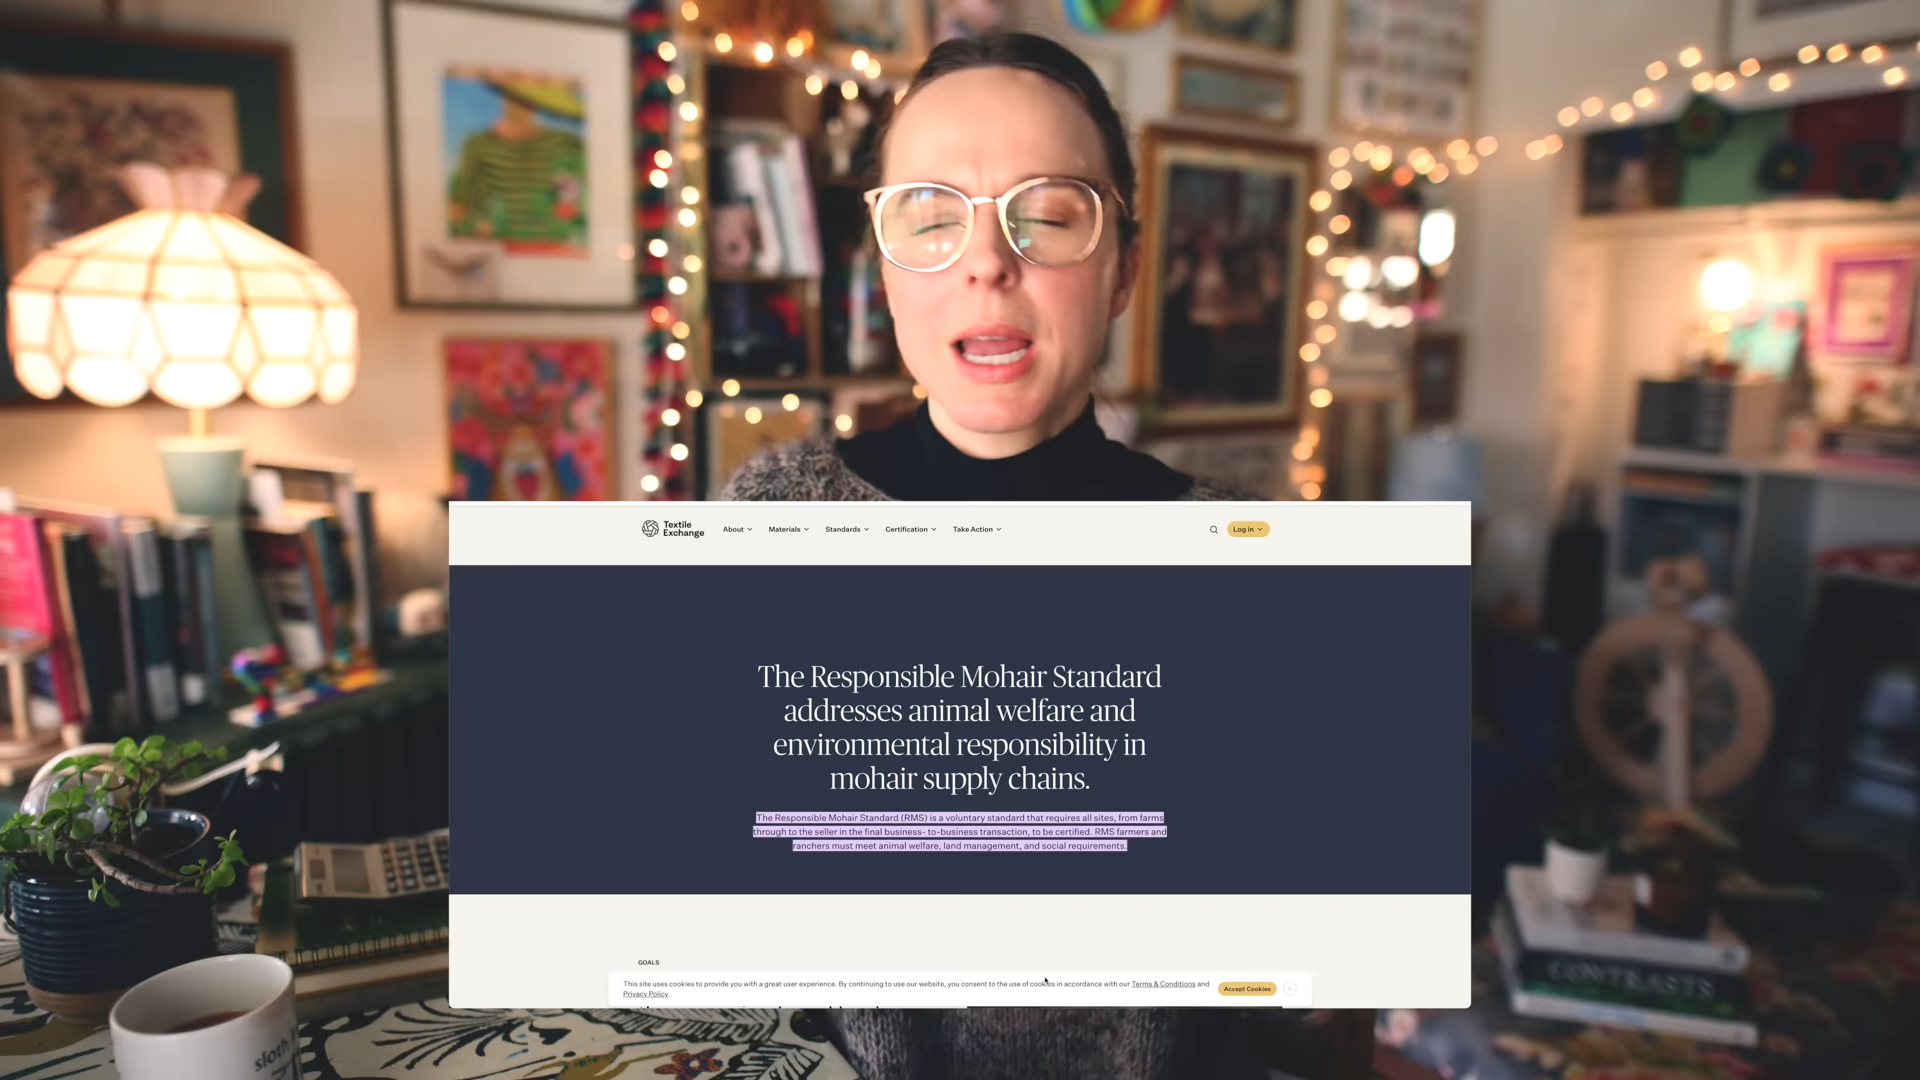 Textile
Exchange
About
Materials
Standards
Certification
Take Action
Log in
The Responsible Mohair Standard
addresses animal welfare and
environmental responsibility in
mohair supply chains.
The Responsible Mohair Standard (RMS) is a voluntary standard that requires all sites, from farms
through to the seller in the final business- to-business transaction, to be certified. RMS farmers and
ranchers must meet animal welfare, land management, and social requirements.
GOALS
This site uses cookies to provide you with a great user experience. By continuing to use our website, you consent to the use of cookies in accordance with our Terms & Conditions and
Privacy Policy.
Accept Cookies
CONTRASTS
sloth